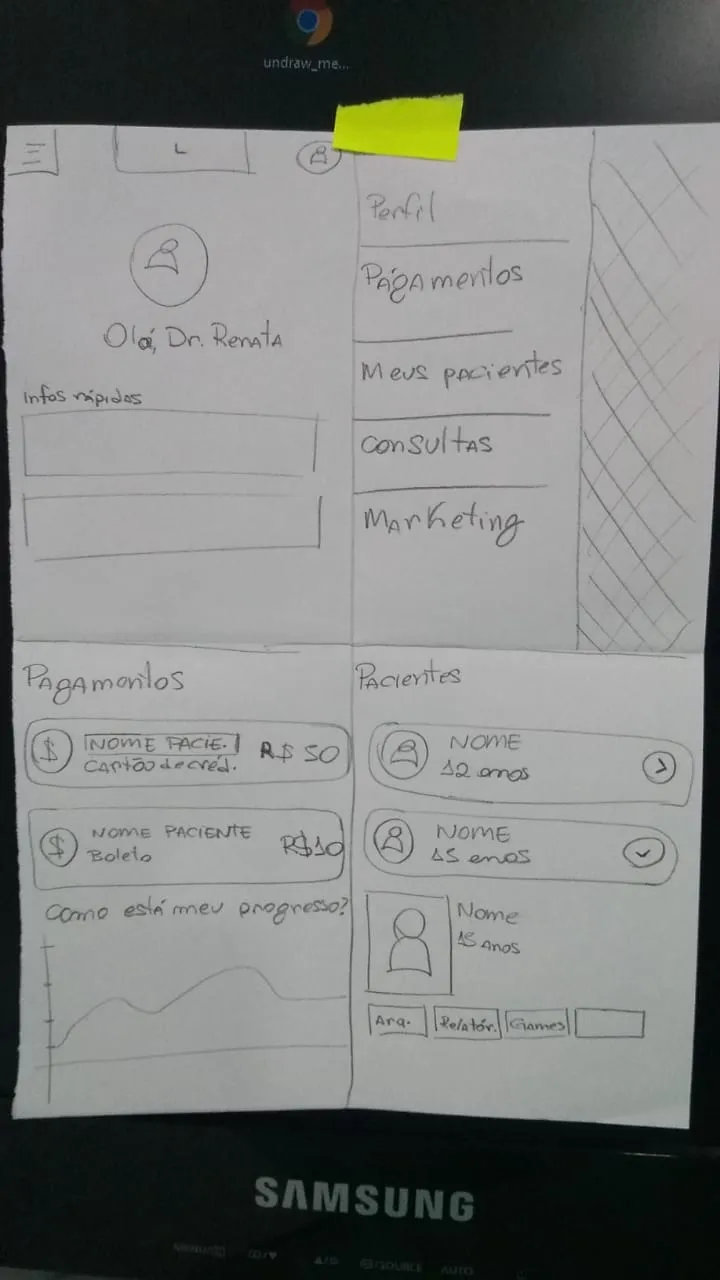 undraw_me...
L
Olá, Dr. Renata
Infos rápidas
Perfil
Pagamentos
Meus pacientes
Consultas
Marketing
Pagamentos
$
NOME PACIE.
Cartão de créd.
R$ 50
$
NOME PACIENTE
Boleto
R$10
Como está meu progresso?
Pacientes
NOME
12 anos
NOME
15 anos
Nome
15 Anos
Arq.
Relatór.
Games
SAMSUNG
SOURCE
AUTO